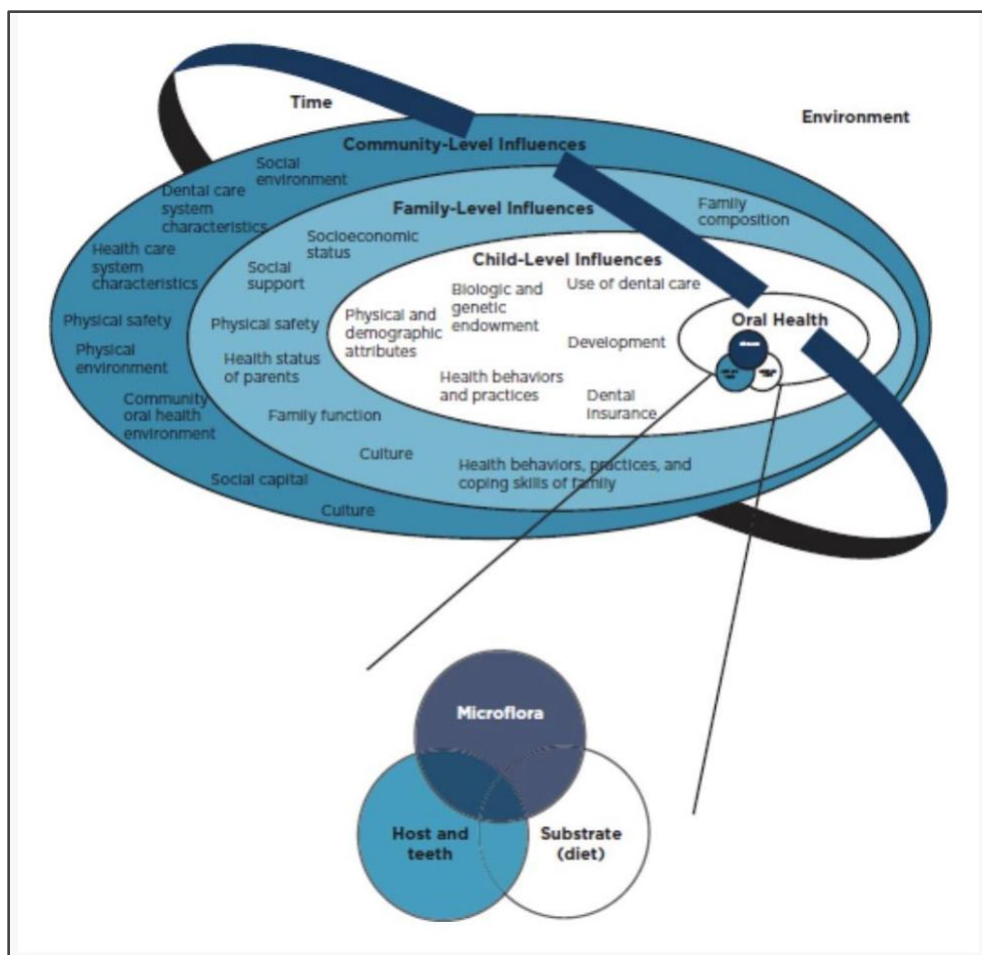 Time
Environment
Community-Level Influences
Social
environment
Dental care
system
characteristics
Health care
system
characteristics
Physical safety
Physical
environment
Community
oral health
environment
Social capital
Culture
Family-Level Influences
Family
composition
Socioeconomic
status
Social
support
Physical safety
Health status
of parents
Family function
Culture
Health behaviors, practices, and
coping skills of family
Child-Level Influences
Use of dental care
Biologic and
genetic
endowment
Physical and
demographic
attributes
Development
Health behaviors
and practices
Dental
insurance
Oral Health
Microflora
Host and
teeth
Substrate
(diet)